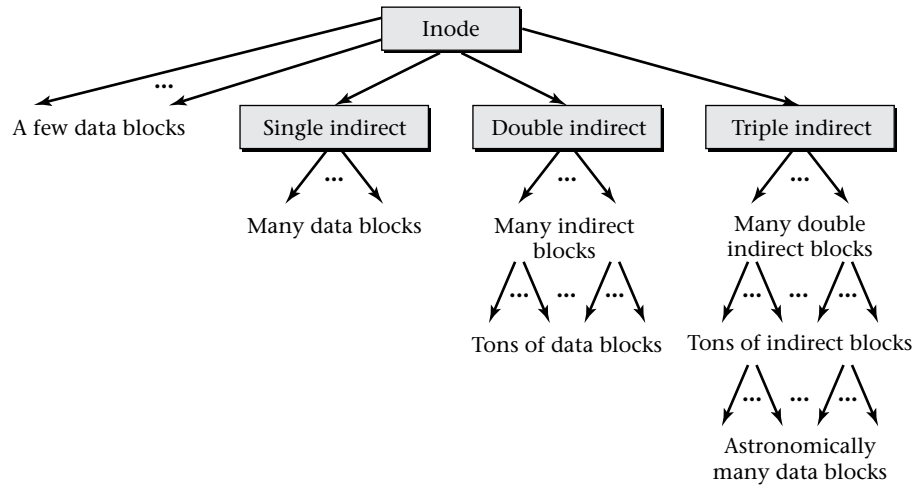 Inode
...
A few data blocks
Single indirect
Double indirect
Triple indirect
...
...
...
Many data blocks
Many indirect
blocks
Many double
indirect blocks
... ... ...
... ... ...
Tons of data blocks
Tons of indirect blocks
... ... ...
Astronomically
many data blocks